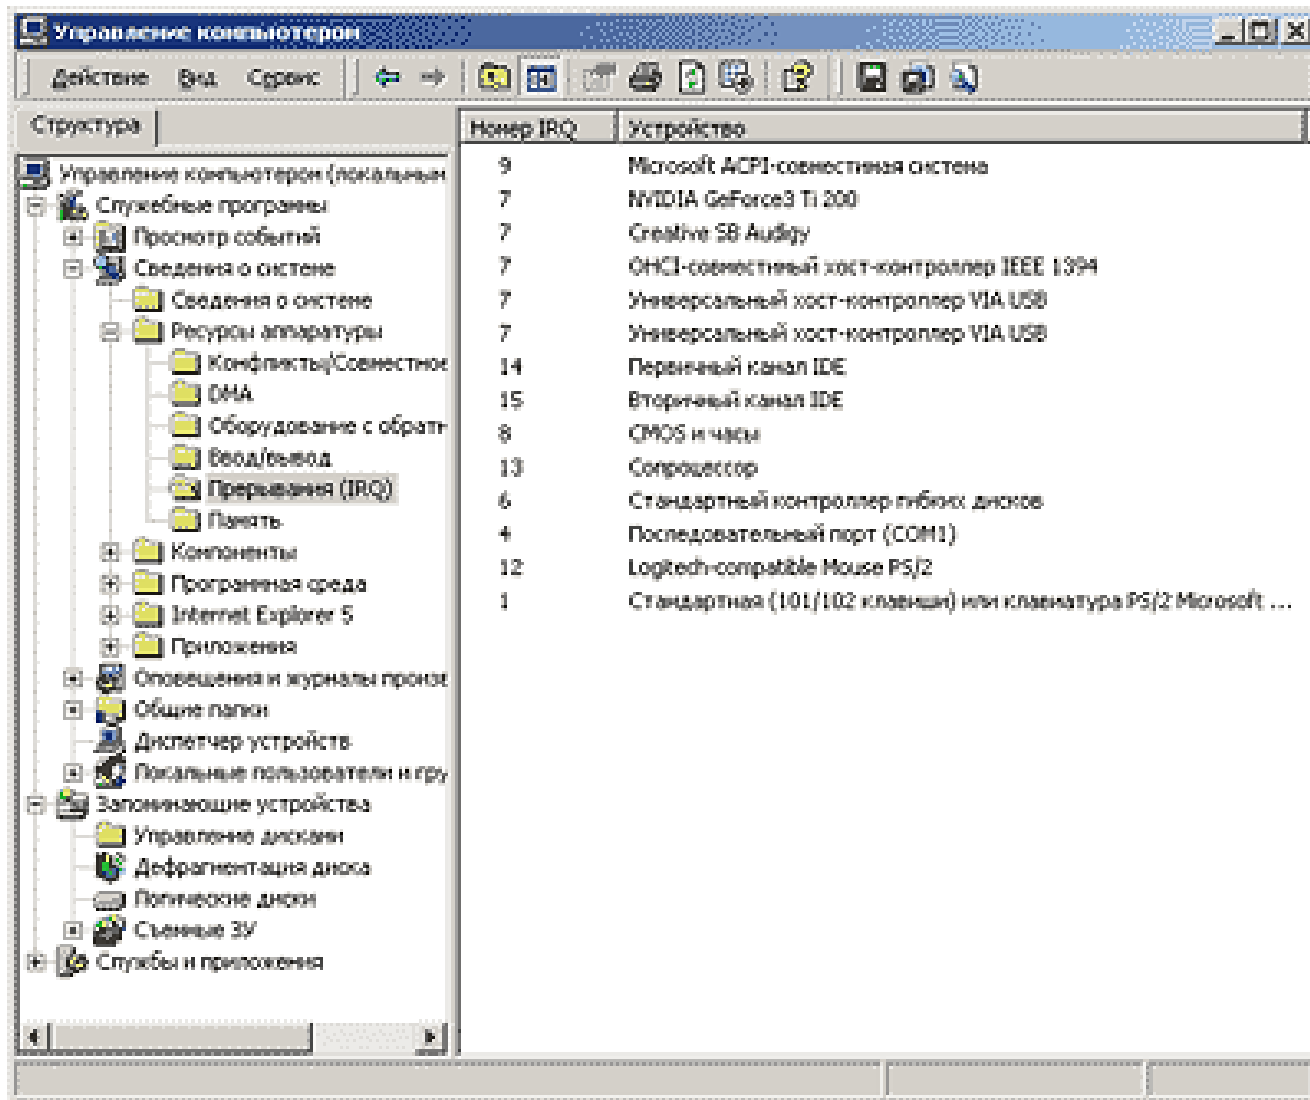 Управление компьютером
Действие Вид Сервис
Структура
Номер IRQ Устройство
Управление компьютером (локальным
Служебные программы
Просмотр событий
Сведения о системе
Сведения о системе
Ресурсы аппаратуры
Конфликты/Совместное
DMA
Оборудование с обратн
Ввод/вывод
Прерывания (IRQ)
Память
Компоненты
Программная среда
Internet Explorer 5
Приложения
Оповещения и журналы произв
Общие папки
Диспетчер устройств
Локальные пользователи и гру
Запоминающие устройства
Управление дисками
Дефрагментация диска
Логические диски
Съемные ЗУ
Службы и приложения
9 Microsoft ACPI-совместимая система
7 NVIDIA GeForce3 Ti 200
7 Creative SB Audigy
7 OHCI-совместимый хост-контроллер IEEE 1394
7 Универсальный хост-контроллер VIA USB
7 Универсальный хост-контроллер VIA USB
14 Первичный канал IDE
15 Вторичный канал IDE
8 CMOS и часы
13 Сопроцессор
6 Стандартный контроллер гибких дисков
4 Последовательный порт (COM1)
12 Logitech-compatible Mouse PS/2
1 Стандартная (101/102 клавиши) или клавиатура PS/2 Microsoft ...